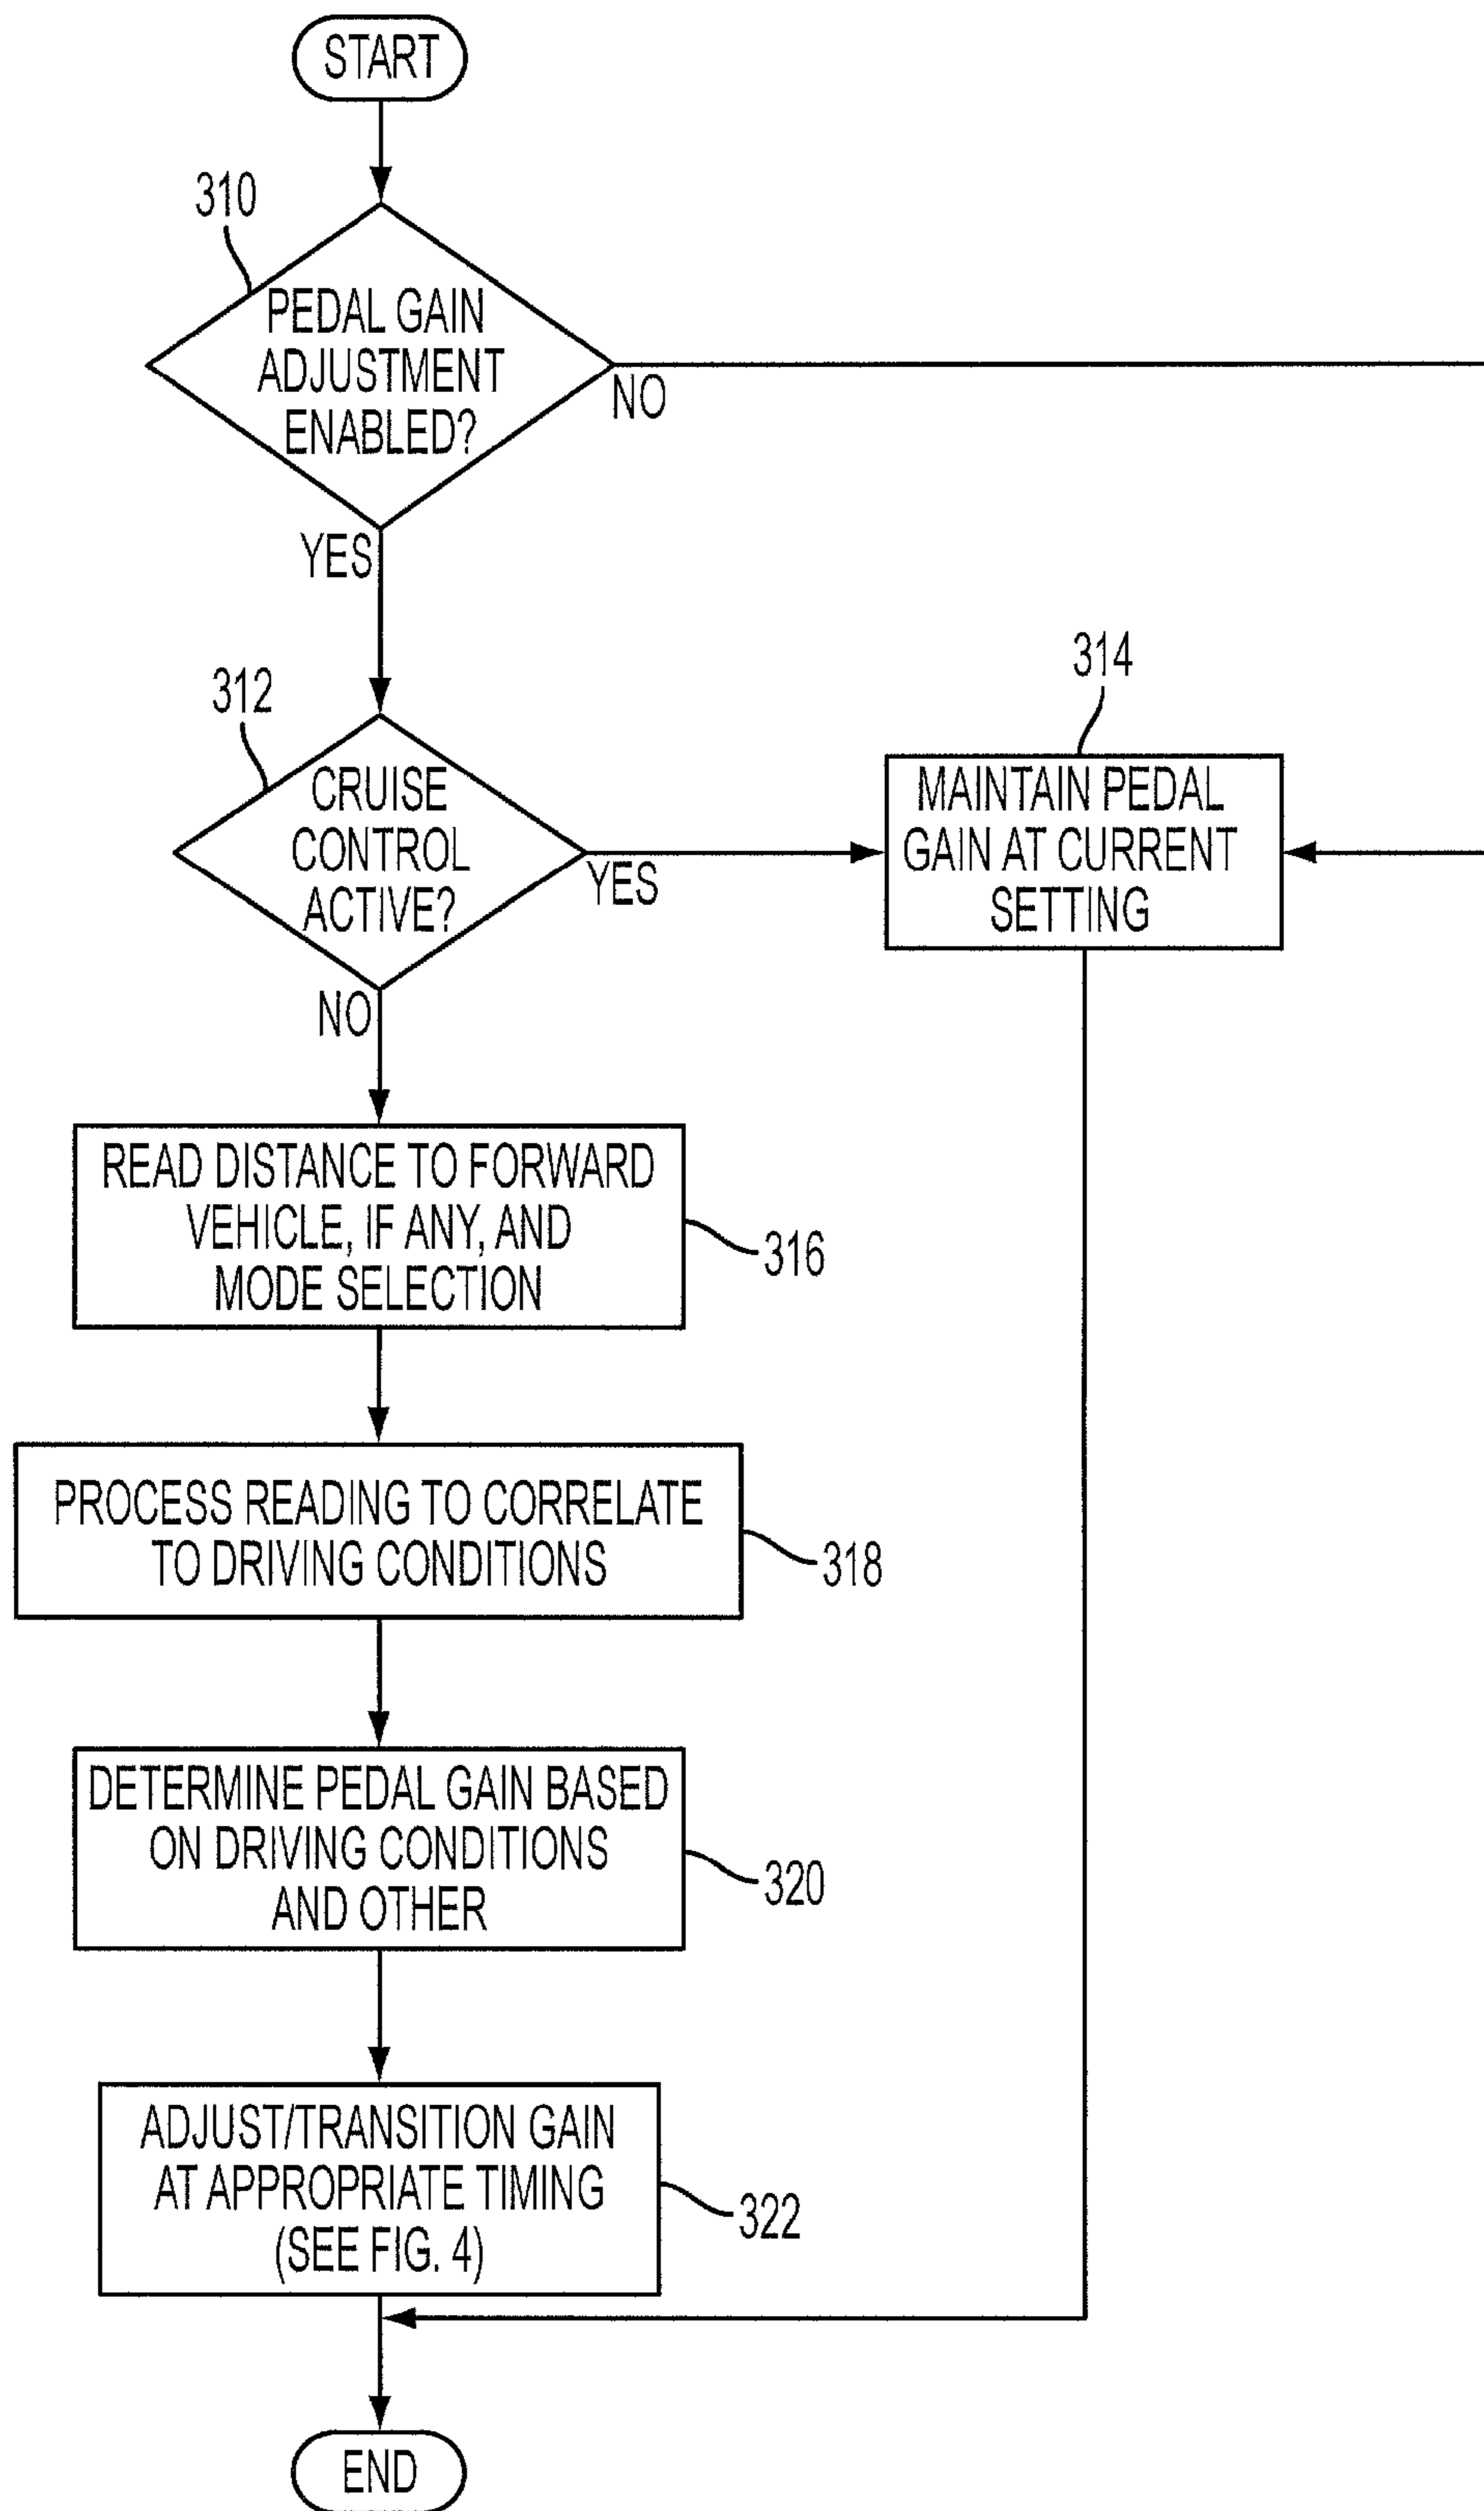 START
310
PEDAL GAIN
ADJUSTMENT
ENABLED?
NO
YES
312
CRUISE
CONTROL
ACTIVE?
YES
NO
314
MAINTAIN PEDAL
GAIN AT CURRENT
SETTING
READ DISTANCE TO FORWARD
VEHICLE, IF ANY, AND
MODE SELECTION
316
PROCESS READING TO CORRELATE
TO DRIVING CONDITIONS
318
DETERMINE PEDAL GAIN BASED
ON DRIVING CONDITIONS
AND OTHER
320
ADJUST/TRANSITION GAIN
AT APPROPRIATE TIMING
(SEE FIG. 4)
322
END